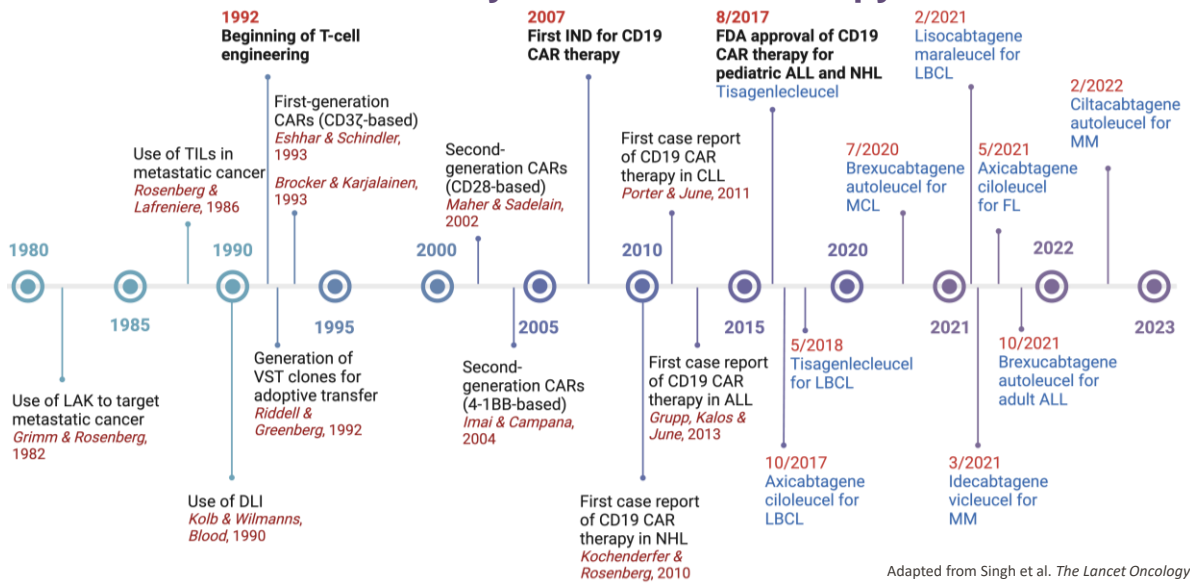 1992
Beginning of T-cell
engineering
2007
First IND for CD19
CAR therapy
8/2017
FDA approval of CD19
CAR therapy for
pediatric ALL and NHL
Tisagenlecleucel
2/2021
Lisocabtagene
maraleucel for
LBCL
2/2022
Ciltacabtagene
autoleucel for
MM
First-generation
CARs (CD3ζ-based)
Eshhar & Schindler,
1993
Brocker & Karjalainen,
1993
Use of TILs in
metastatic cancer
Rosenberg &
Lafreniere, 1986
Second-
generation CARs
(CD28-based)
Maher & Sadelain,
2002
First case report
of CD19 CAR
therapy in CLL
Porter & June, 2011
7/2020
Brexucabtagene
autoleucel for
MCL
5/2021
Axicabtagene
ciloleucel
for FL
1980
1990
2000
2010
2020
2022
1985
1995
2005
2015
2021
2023
Use of LAK to target
metastatic cancer
Grimm & Rosenberg,
1982
Use of DLI
Kolb & Wilmanns,
Blood, 1990
Generation of
VST clones for
adoptive transfer
Riddell &
Greenberg, 1992
Second-
generation CARs
(4-1BB-based)
Imai & Campana,
2004
First case report
of CD19 CAR
therapy in NHL
Kochenderfer &
Rosenberg, 2010
First case report
of CD19 CAR
therapy in ALL
Grupp, Kalos &
June, 2013
5/2018
Tisagenlecleucel
for LBCL
10/2017
Axicabtagene
ciloleucel for
LBCL
3/2021
Idecabtagene
vicleucel for
MM
10/2021
Brexucabtagene
autoleucel for
adult ALL
Adapted from Singh et al. The Lancet Oncology